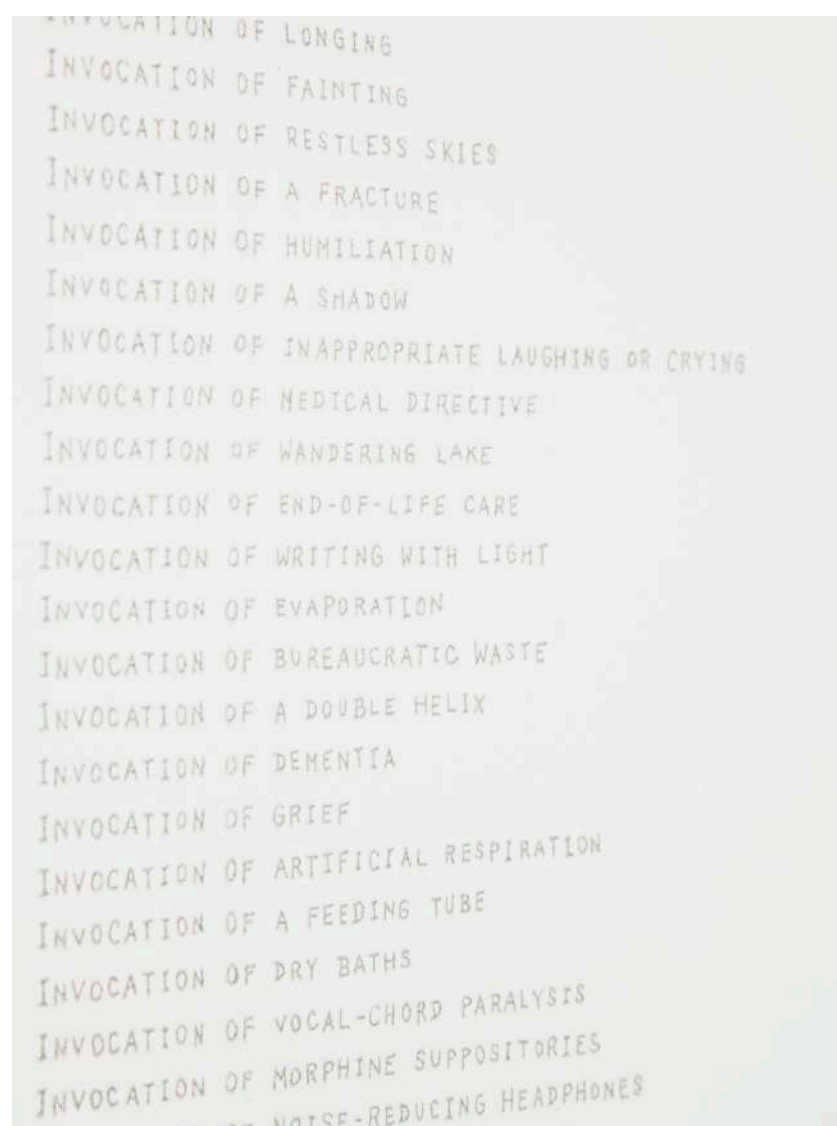 INVOCATION OF LONGING
INVOCATION OF FAINTING
INVOCATION OF RESTLESS SKIES
INVOCATION OF A FRACTURE
INVOCATION OF HUMILIATION
INVOCATION OF A SHADOW
INVOCATION OF INAPPROPRIATE LAUGHING OR CRYING
INVOCATION OF MEDICAL DIRECTIVE
INVOCATION OF WANDERING LAKE
INVOCATION OF END-OF-LIFE CARE
INVOCATION OF WRITING WITH LIGHT
INVOCATION OF EVAPORATION
INVOCATION OF BUREAUCRATIC WASTE
INVOCATION OF A DOUBLE HELIX
INVOCATION OF DEMENTIA
INVOCATION OF GRIEF
INVOCATION OF ARTIFICIAL RESPIRATION
INVOCATION OF A FEEDING TUBE
INVOCATION OF DRY BATHS
INVOCATION OF VOCAL-CHORD PARALYSIS
INVOCATION OF MORPHINE SUPPOSITORIES
NOISE-REDUCING HEADPHONES